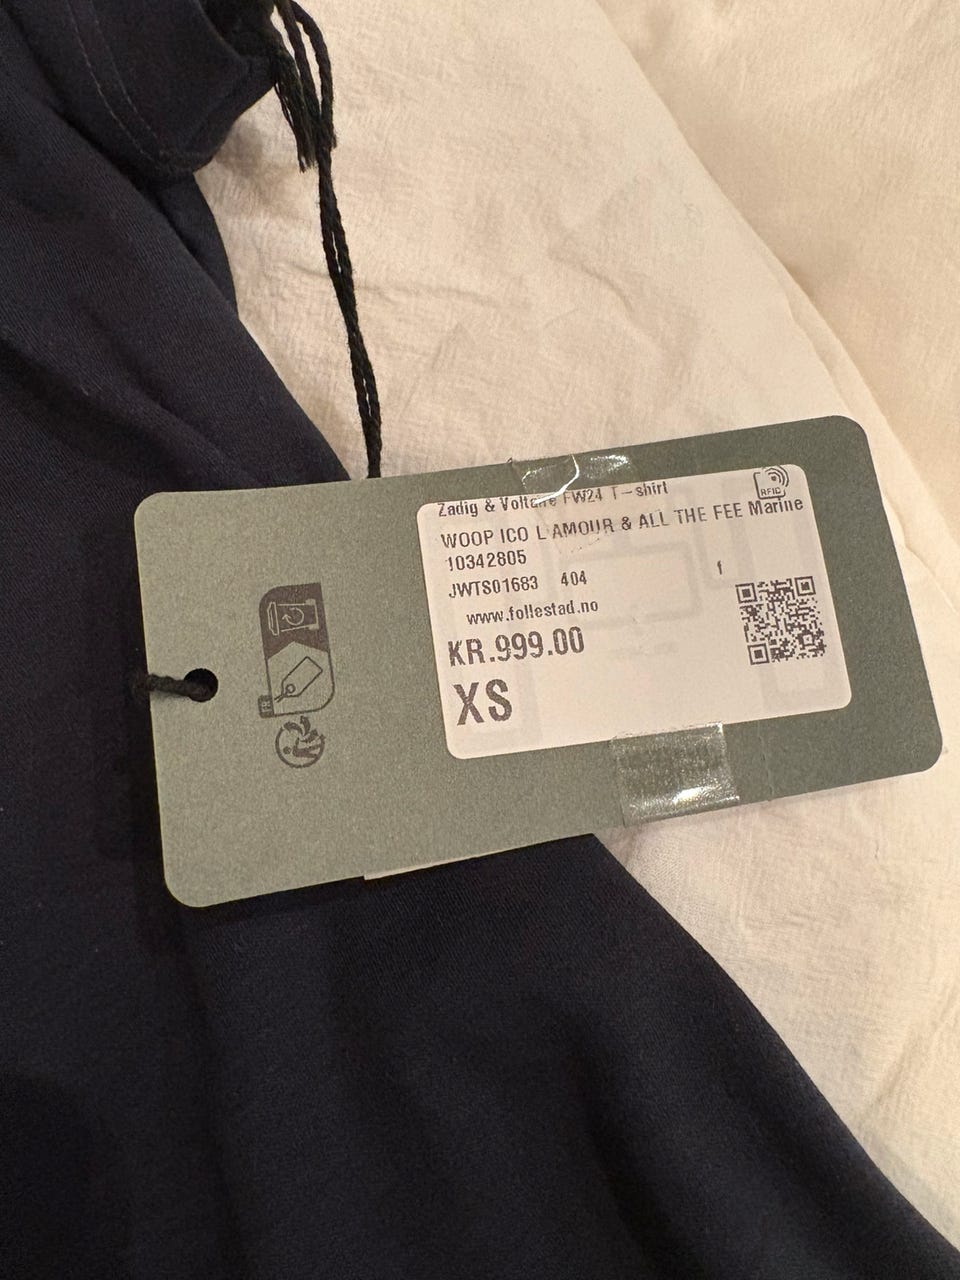 Zadig & Voltaire FW24 T-shirt
RFID
WOOP ICO L'AMOUR & ALL THE FEE Marine
10342805
JWTS01683 404
f
www.follestad.no
KR.999.00
XS
FR